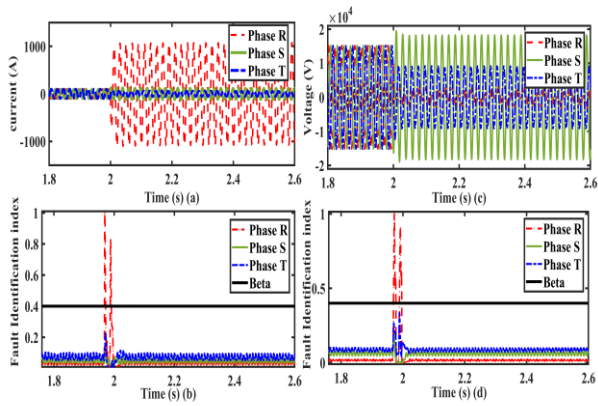 ×10⁴
1000
0
-1000
current (A)
Phase R
Phase S
Phase T
1.8 2 2.2 2.4 2.6
Time (s) (a)
2
1
0
-1
-2
Voltage (V)
Phase R
Phase S
Phase T
1.8 2 2.2 2.4 2.6
Time (s) (c)
1
0.8
0.6
0.4
0.2
Fault Identification index
Phase R
Phase S
Phase T
Beta
1.8 2 2.2 2.4 2.6
Time (s) (b)
1
0.5
Fault Identification index
Phase R
Phase S
Phase T
Beta
1.8 2 2.2 2.4 2.6
Time (s) (d)